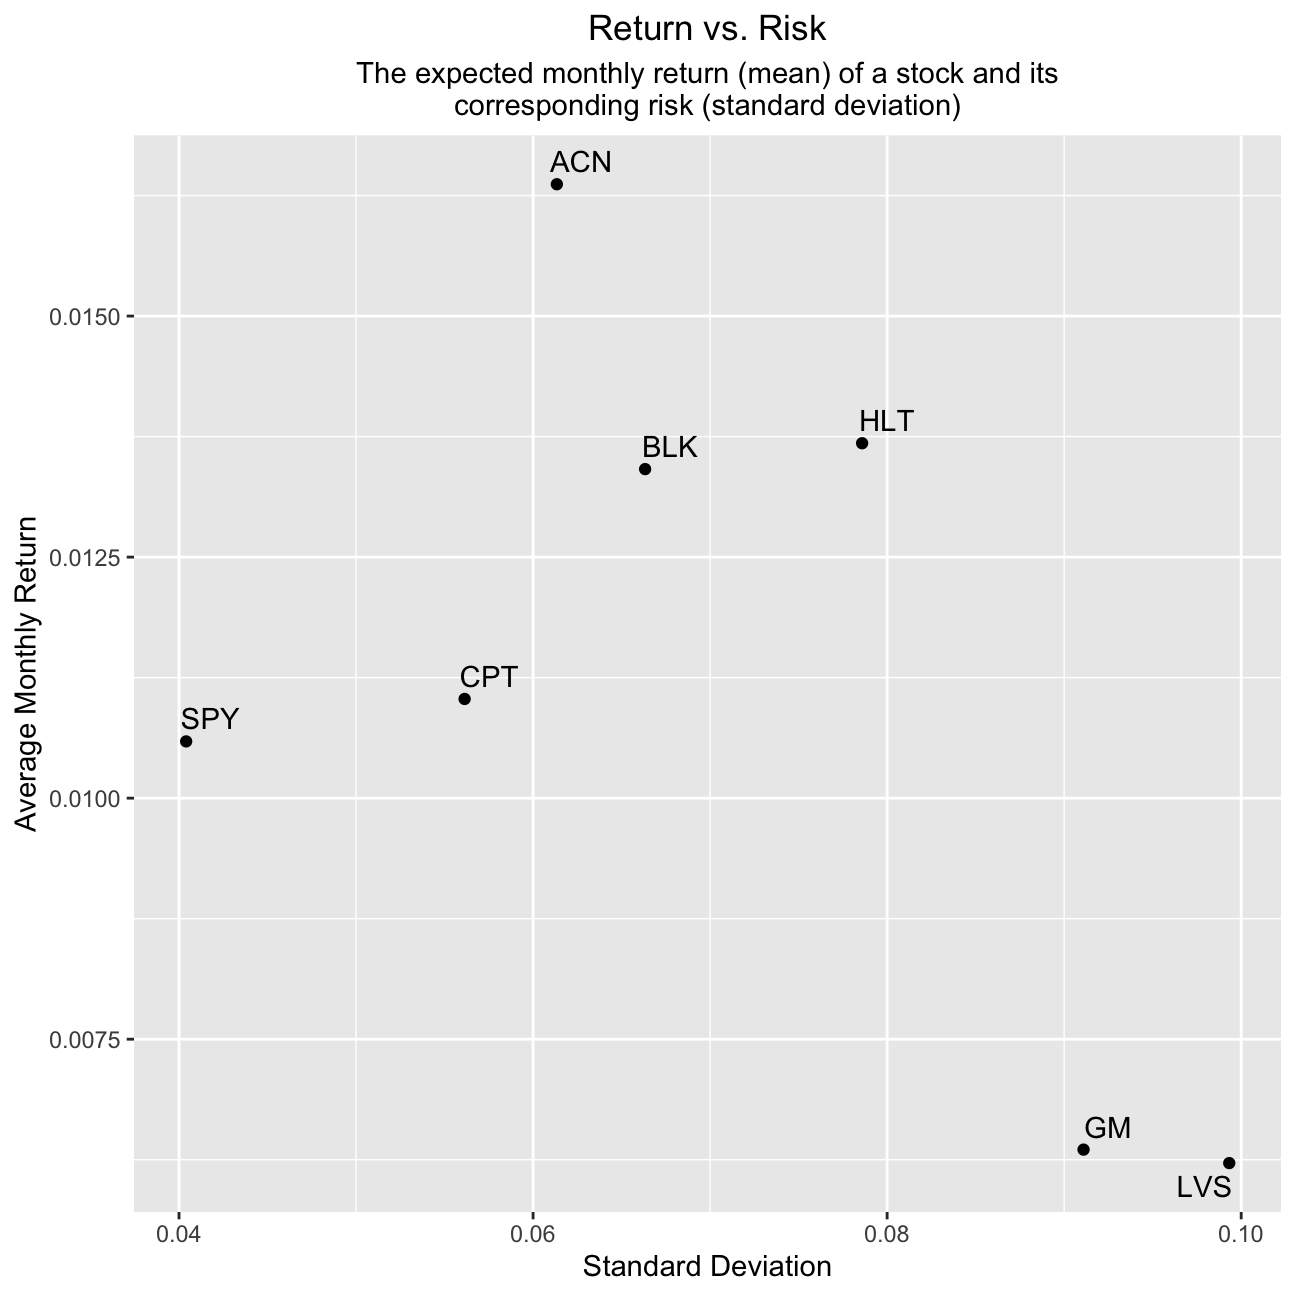 Return vs. Risk
The expected monthly return (mean) of a stock and its
corresponding risk (standard deviation)
ACN
0.0150
HLT
BLK
0.0125
CPT
SPY
Average Monthly Return
0.0100
0.0075
GM
LVS
0.04
0.06
0.08
0.10
Standard Deviation